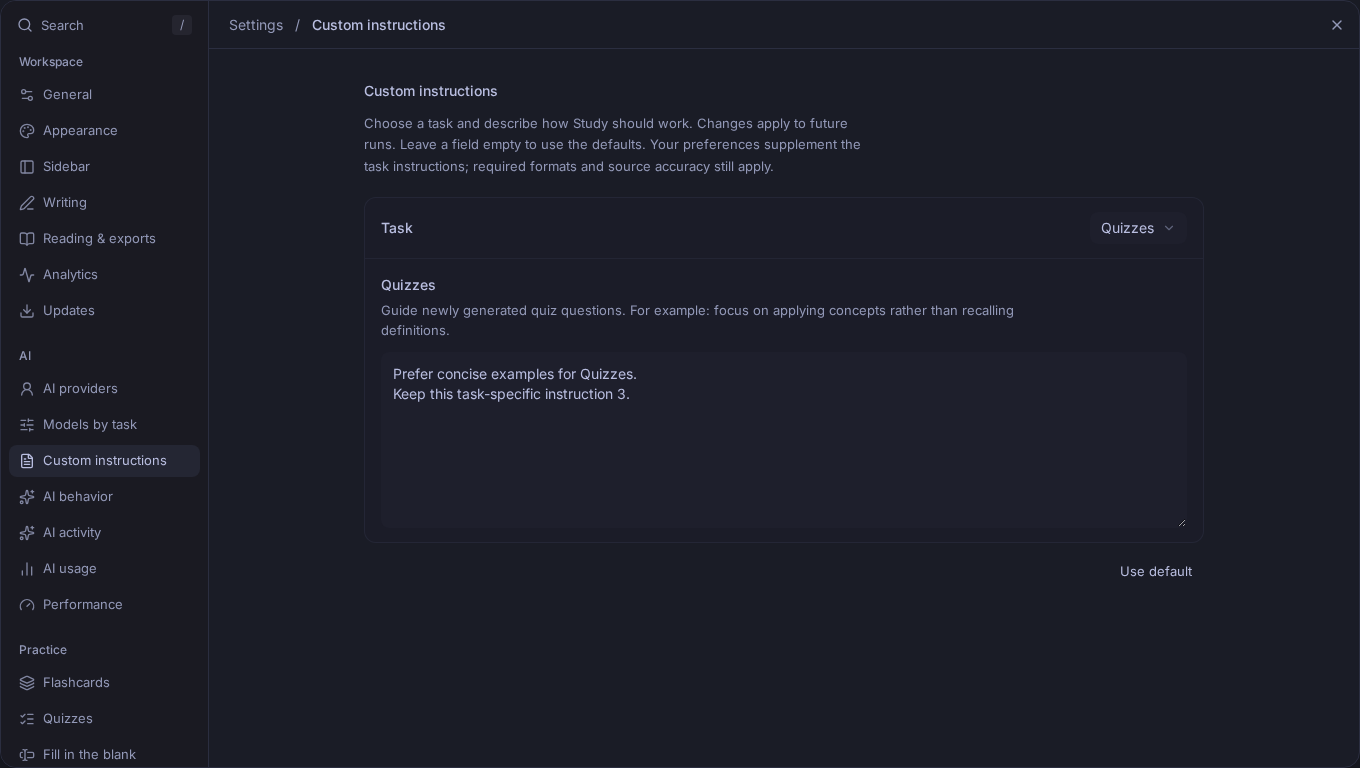 Search /
Workspace
General
Appearance
Sidebar
Writing
Reading & exports
Analytics
Updates
AI
AI providers
Models by task
Custom instructions
AI behavior
AI activity
AI usage
Performance
Practice
Flashcards
Quizzes
Fill in the blank
Settings / Custom instructions
Custom instructions
Choose a task and describe how Study should work. Changes apply to future
runs. Leave a field empty to use the defaults. Your preferences supplement the
task instructions; required formats and source accuracy still apply.
Task
Quizzes
Quizzes
Guide newly generated quiz questions. For example: focus on applying concepts rather than recalling
definitions.
Prefer concise examples for Quizzes.
Keep this task-specific instruction 3.
Use default